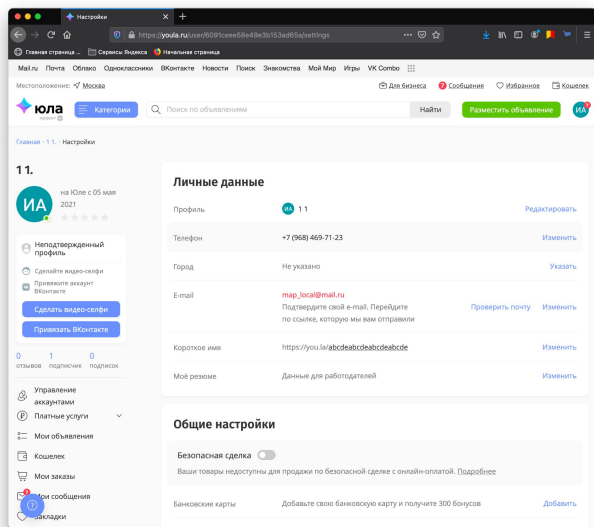 Настройки
https://youla.ru/user/6091ceee58e49e3b153ad65a/settings
Главная страница ... Сервисы Яндекса Начальная страница
Mail.ru Почта Облако Одноклассники ВКонтакте Новости Поиск Знакомства Мой Мир Игры VK Combo
Местоположение: Москва Для бизнеса 7 Сообщения Избранное Кошелек
юла Категории Поиск по объявлениям Найти Разместить объявление ИА
проект
Главная · 1 1. · Настройки
1 1.
ИА
на Юле с 05 мая
2021
Неподтвержденный
профиль
Сделайте видео-селфи
Привяжите аккаунт
ВКонтакте
Сделать видео-селфи
Привязать ВКонтакте
0 1 0
отзывов подписчик подписок
Управление
аккаунтами
Платные услуги
Мои объявления
Кошелек
Мои заказы
Мои сообщения
Закладки
Личные данные
Профиль ИА 1 1 Редактировать
Телефон +7 (968) 469-71-23 Изменить
Город Не указано Указать
E-mail map_local@mail.ru
Подтвердите свой e-mail. Перейдите Проверить почту Изменить
по ссылке, которую мы вам отправили
Короткое имя https://you.la/abcdeabcdeabcdeabcde Изменить
Моё резюме Данные для работодателей Изменить
Общие настройки
Безопасная сделка
Ваши товары недоступны для продажи по безопасной сделке с онлайн-оплатой. Подробнее
Банковские карты Добавьте свою банковскую карту и получите 300 бонусов Добавить